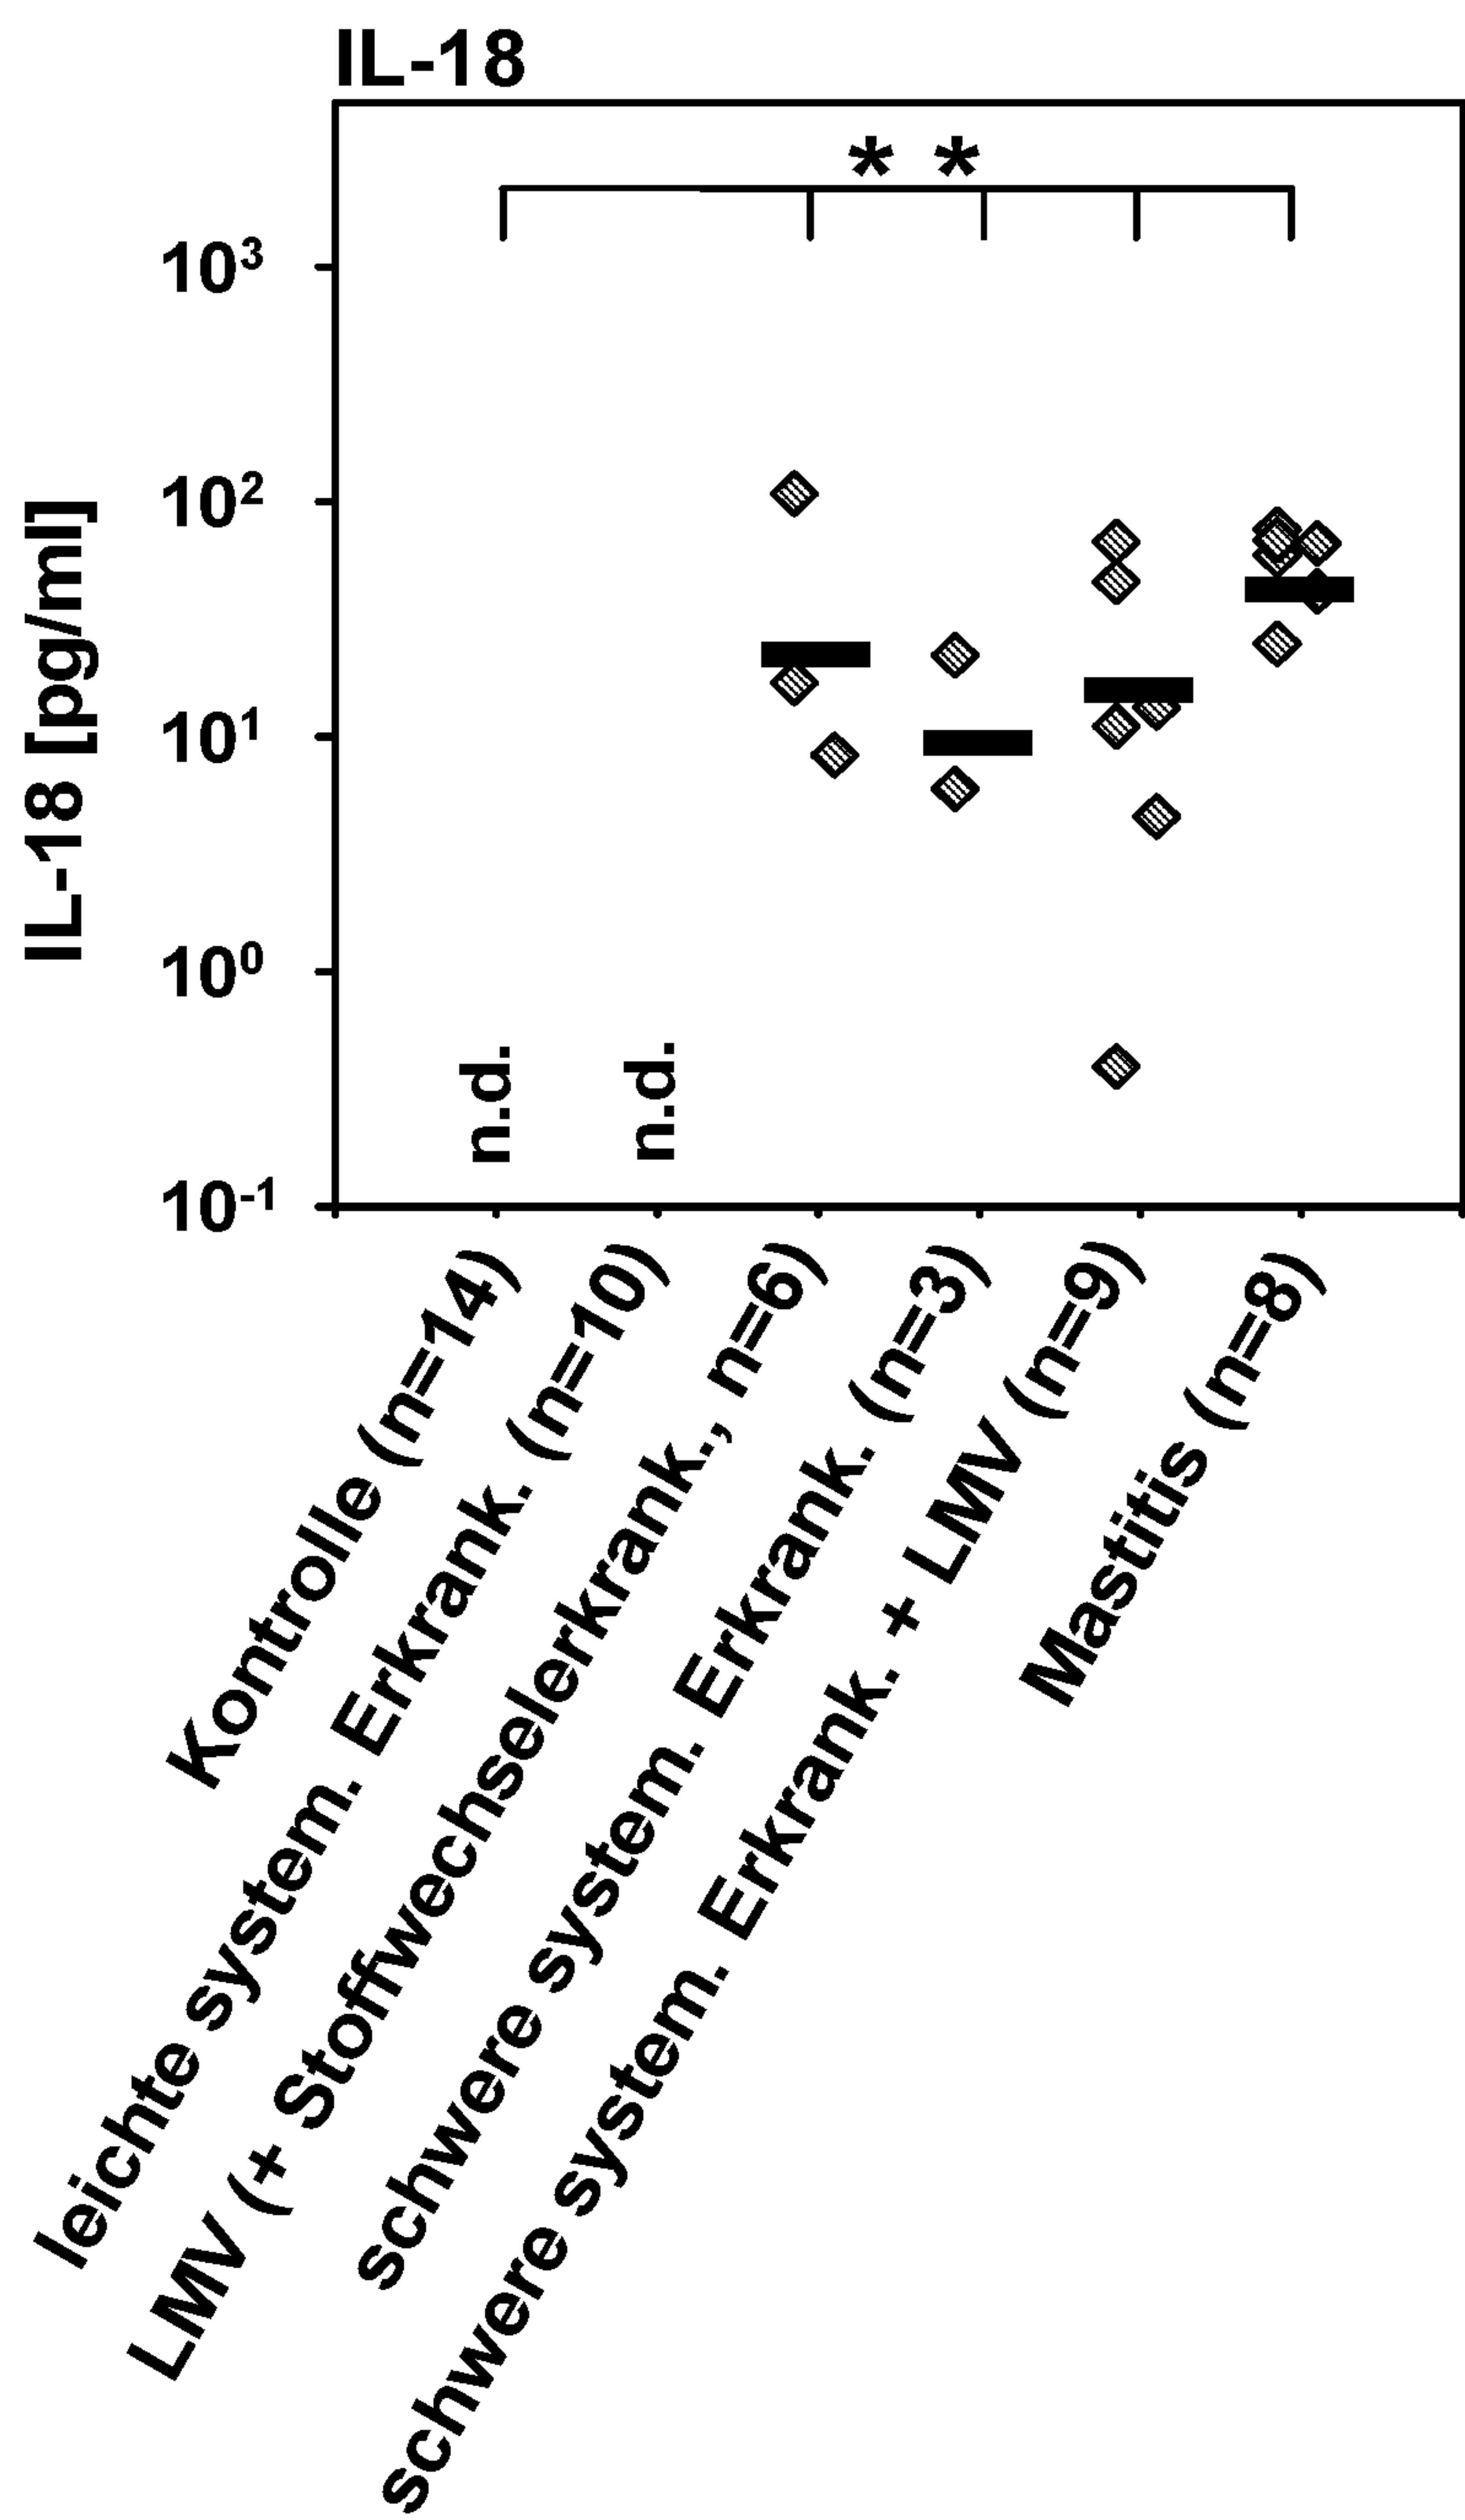 IL-18
* *
IL-18 [pg/ml]
10³
10²
10¹
10⁰
10⁻¹
n.d.
n.d.
Kontrolle (n=14)
leichte system. Erkrank. (n=10)
LMV (+ Stoffwechselerkrank., n=6)
schwere system. Erkrank. (n=3)
schwere system. Erkrank. + LMV (n=9)
Mastitis (n=8)